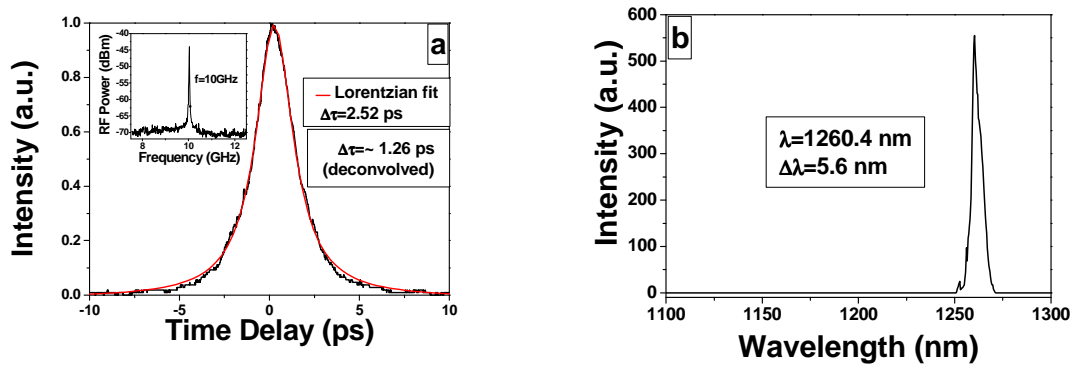 a
1.0
0.8
0.6
0.4
0.2
0.0
Intensity (a.u.)
-10
-5
0
5
10
Time Delay (ps)
-40
-45
-50
-55
-60
-65
-70
RF Power (dBm)
f=10GHz
8
10
12
Frequency (GHz)
Lorentzian fit
Δτ=2.52 ps
Δτ=~ 1.26 ps
(deconvolved)
b
600
500
400
300
200
100
0
Intensity (a.u.)
λ=1260.4 nm
Δλ=5.6 nm
1100
1150
1200
1250
1300
Wavelength (nm)